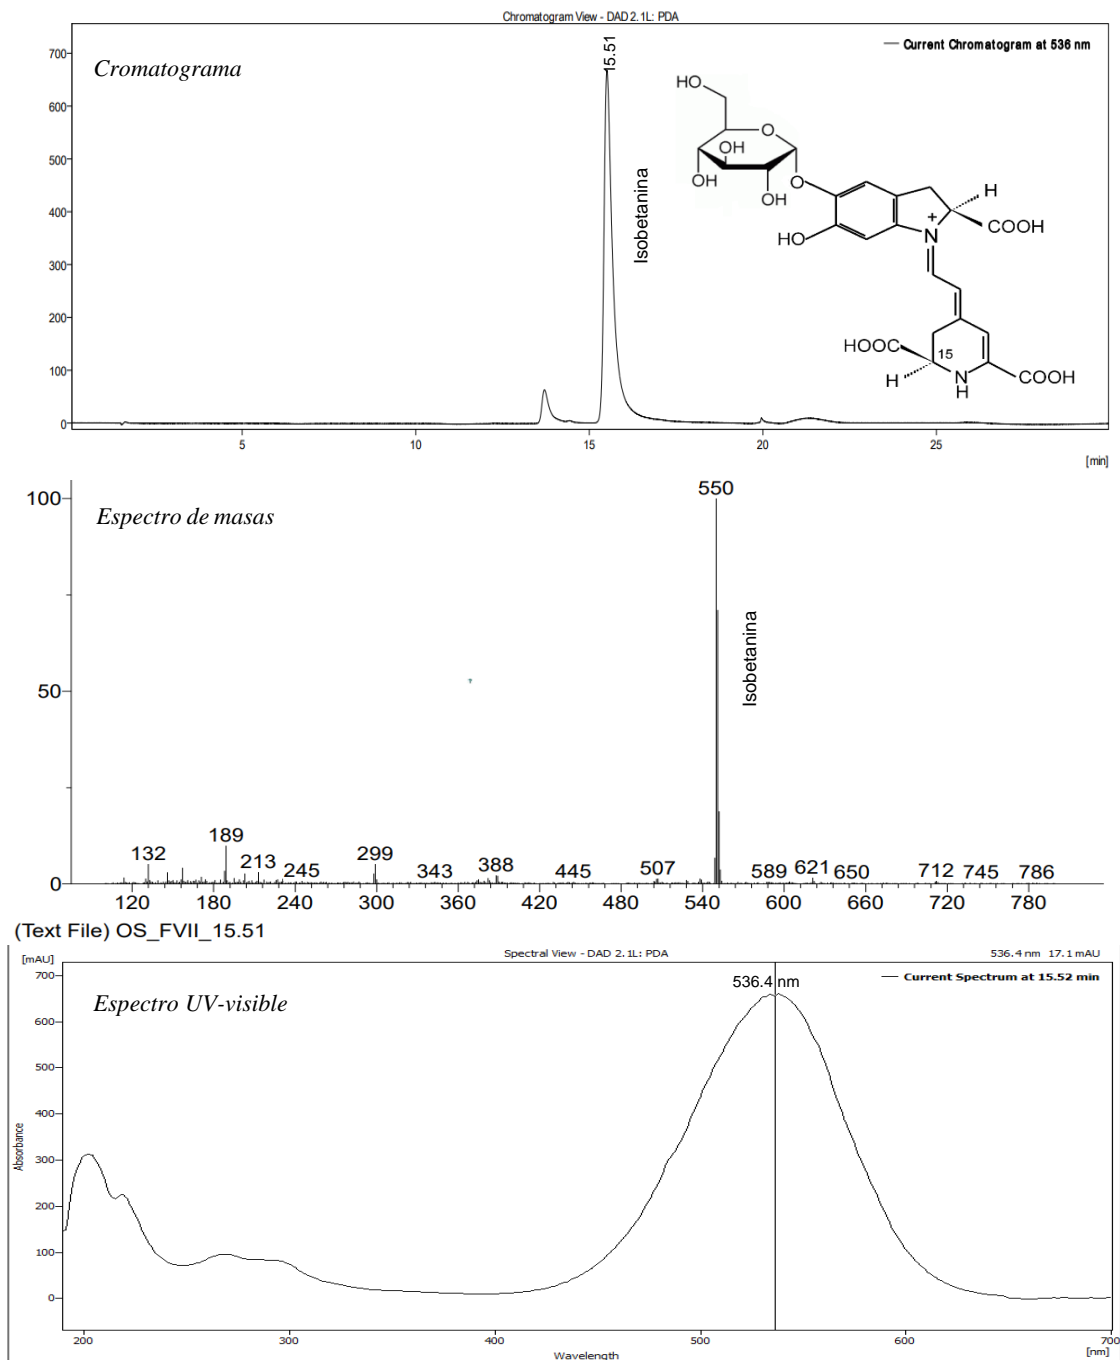 Chromatogram View - DAD 2.1L: PDA
Cromatograma
15.51
Current Chromatogram at 536 nm
Isobetanina
700
600
500
400
300
200
100
0
5
10
15
20
25
[min]
HO
O
OH
HO
OH
OH
O
HO
N
+
H
COOH
HOOC
15
H
N
H
COOH
100
50
0
Espectro de masas
550
Isobetanina
132
189
213
245
299
343
388
445
507
589
621
650
712
745
786
120
180
240
300
360
420
480
540
600
660
720
780
(Text File) OS_FVII_15.51
[mAU]
Spectral View - DAD 2.1L: PDA
536.4 nm 17.1 mAU
Espectro UV-visible
536.4 nm
Current Spectrum at 15.52 min
700
600
500
400
300
200
100
0
Absorbance
200
300
400
500
600
700
Wavelength
[nm]